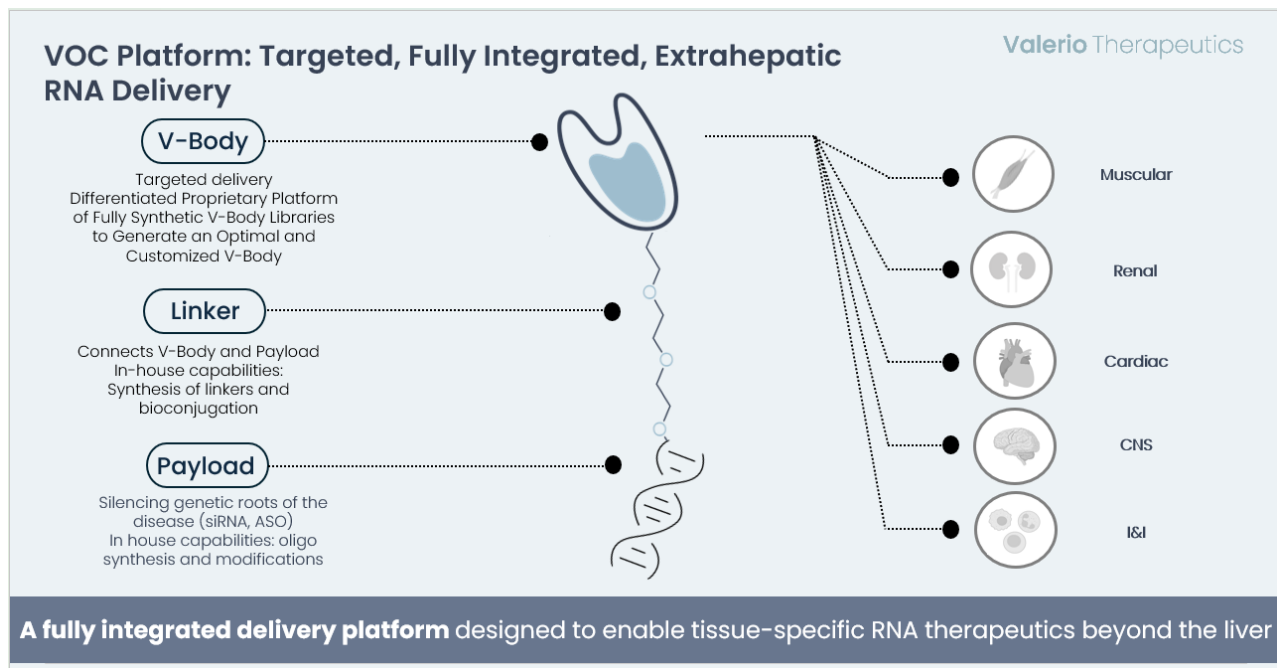 VOC Platform: Targeted, Fully Integrated, Extrahepatic
RNA Delivery
Valerio Therapeutics
V-Body
Targeted delivery
Differentiated Proprietary Platform
of Fully Synthetic V-Body Libraries
to Generate an Optimal and
Customized V-Body
Linker
Connects V-Body and Payload
In-house capabilities:
Synthesis of linkers and
bioconjugation
Payload
Silencing genetic roots of the
disease (siRNA, ASO)
In house capabilities: oligo
synthesis and modifications
Muscular
Renal
Cardiac
CNS
I&I
A fully integrated delivery platform designed to enable tissue-specific RNA therapeutics beyond the liver